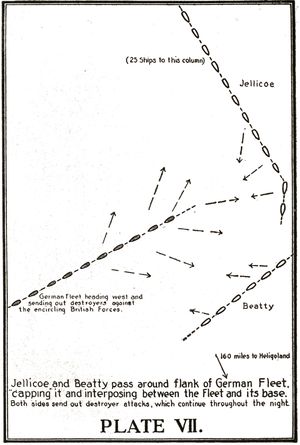 (25 Ships to this column)
Jellicoe
German Fleet heading west and
sending out destroyers against
the encircling British Forces.
Beatty
160 miles to Heligoland
Jellicoe and Beatty pass around flank of German Fleet,
"capping" it and interposing between the Fleet and its base.
Both sides send out destroyer attacks, which continue throughout the night.
PLATE VII.